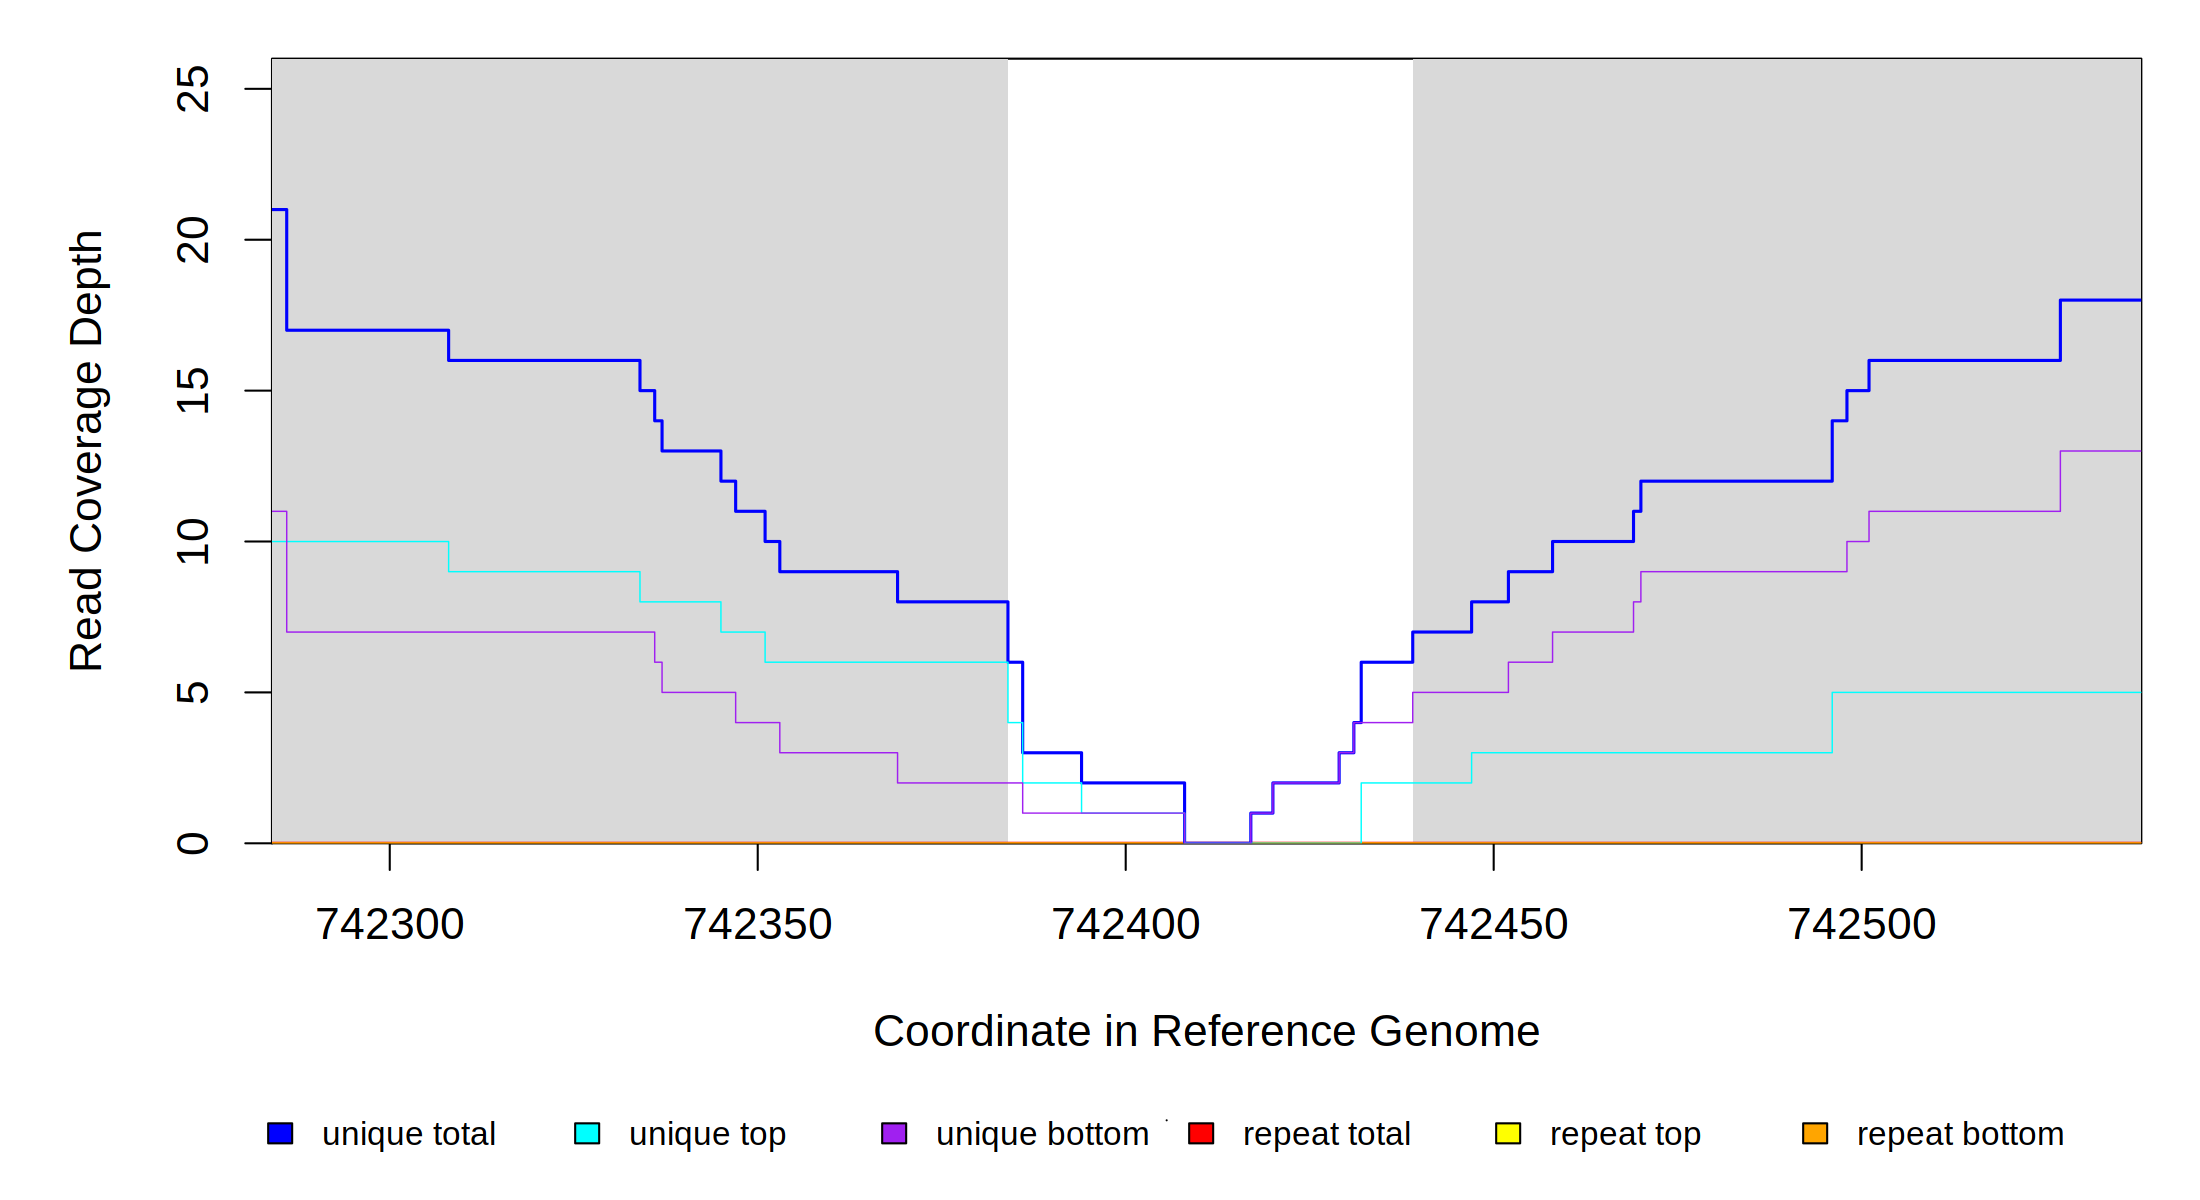 25
20
15
10
5
0
Read Coverage Depth
742300 742350 742400 742450 742500
Coordinate in Reference Genome
unique total unique top unique bottom repeat total repeat top repeat bottom